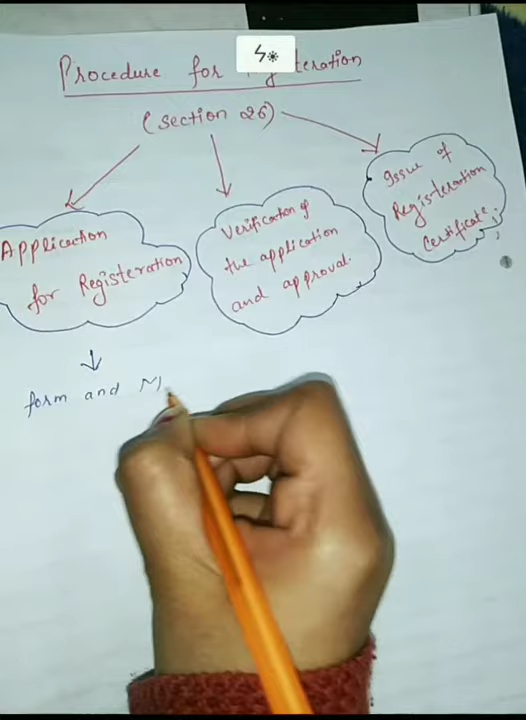 Procedure for teration
(section 26)
Application
for Registeration
Verification of
the application
and approval.
Issue of
Registeration
Certificate;
form and